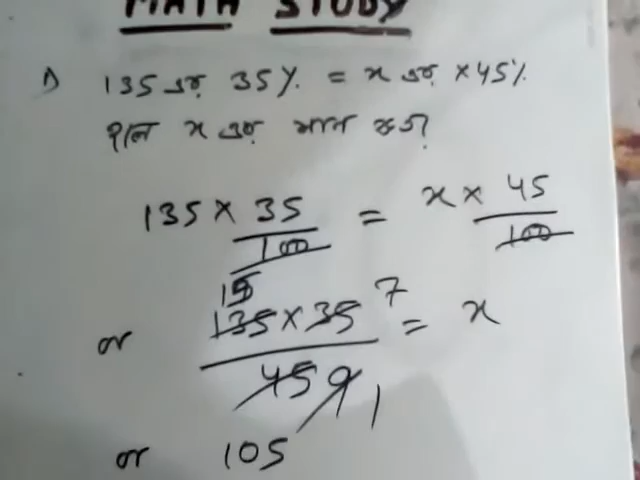 MATH STUDY
1) 135 এর 35% = x এর x 45%
হলে x এর মান কত?
135 x 35/100 = x x 45/100
or 15 135 x 35 7 / 45 9 1 = x
or 105